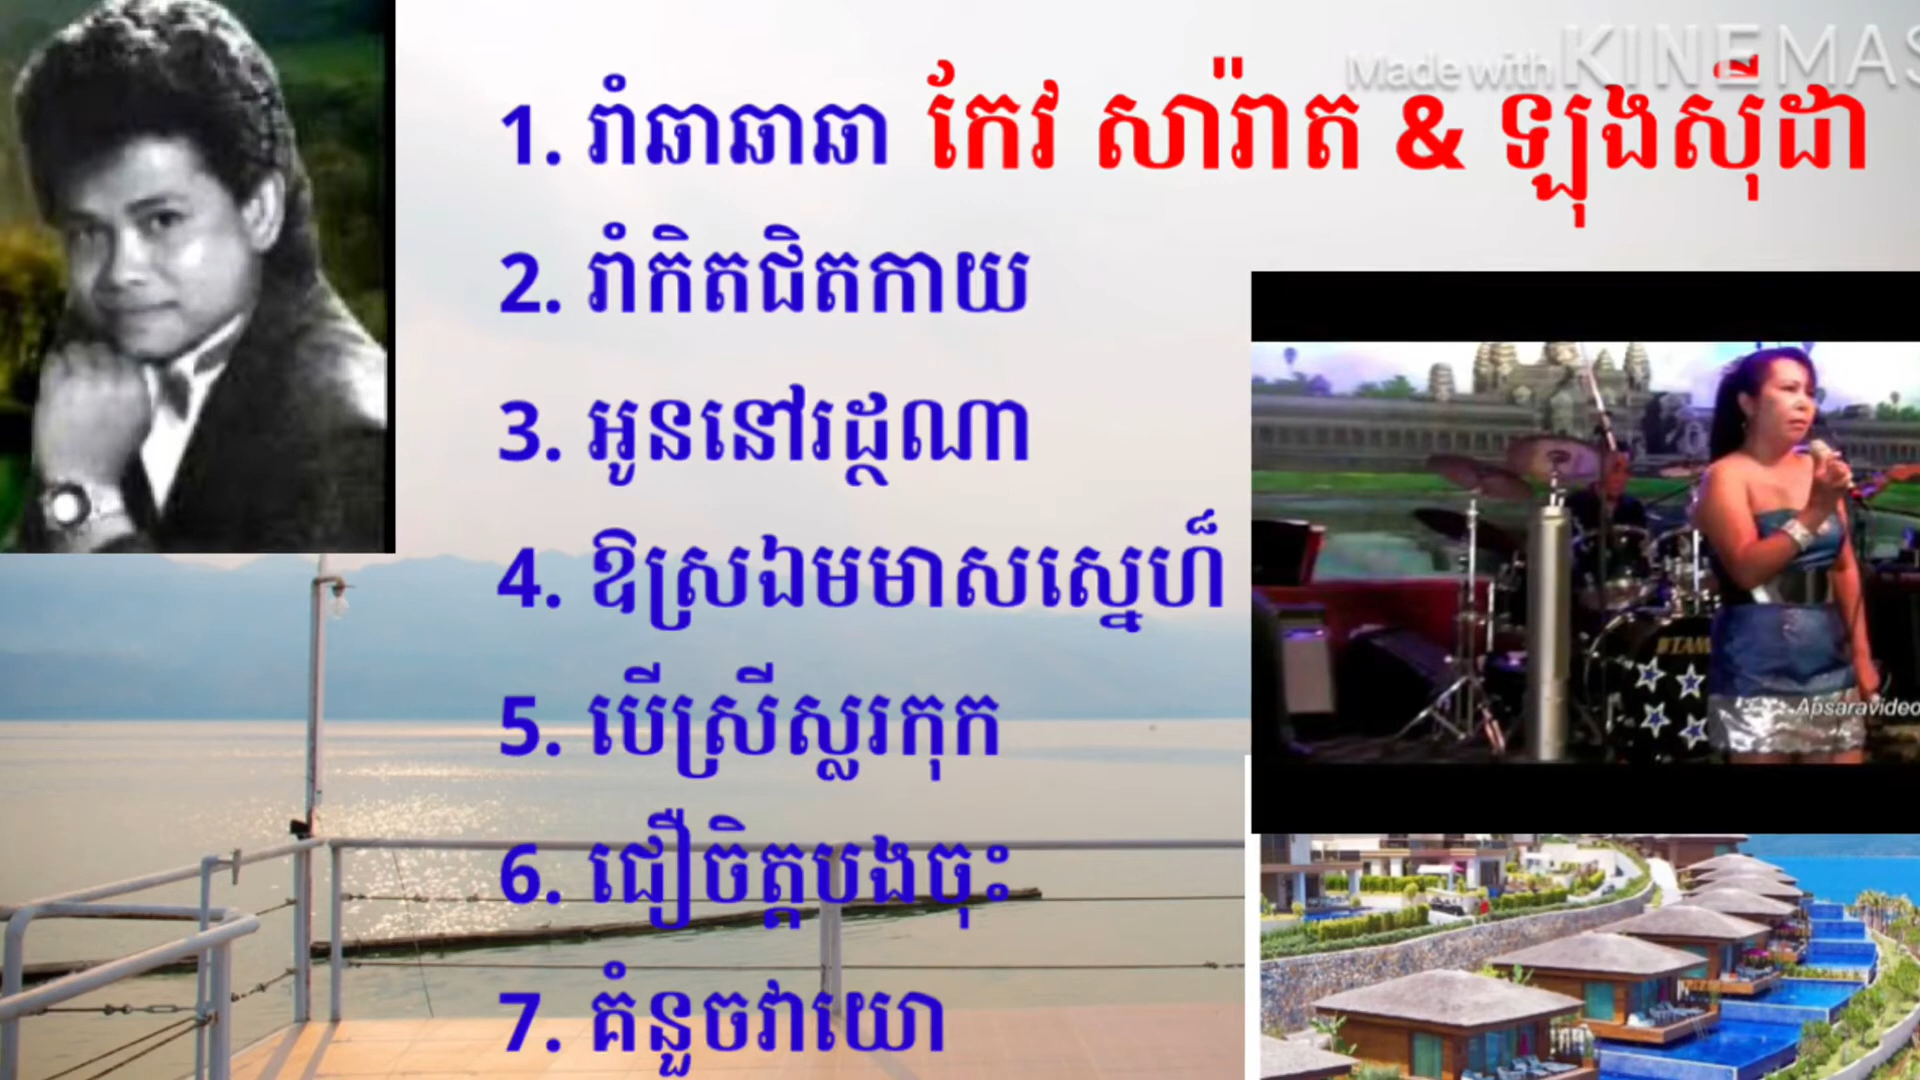 Made with KINEMAS
1. រាំឆាឆាឆា កែវ សារ៉ាត & ឡុងស៊ីដា
2. រាំកិតជិតកាយ
3. អូននៅរដ្ឋណា
4. ឱស្រឯមមាសស្នេហ៍
5. បើស្រីស្លរកុក
6. ជឿចិត្តបងចុះ
7. គំនួចវាយោ
TAMA
Apsaravideo